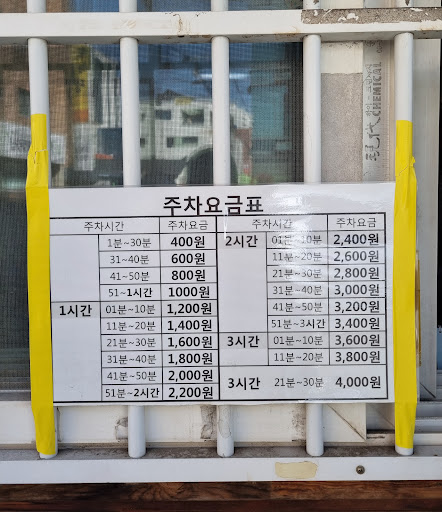 주차요금표
주차시간 주차요금 주차시간 주차요금
1분~30분 400원 2시간 01분~10분 2,400원
31~40분 600원 11분~20분 2,600원
41~50분 800원 21분~30분 2,800원
51~1시간 1000원 31분~40분 3,000원
1시간 01분~10분 1,200원 41분~50분 3,200원
11분~20분 1,400원 51분~3시간 3,400원
21분~30분 1,600원 3시간 01분~10분 3,600원
31분~40분 1,800원 11분~20분 3,800원
41분~50분 2,000원 3시간 21분~30분 4,000원
51분~2시간 2,200원
CHEMICAL